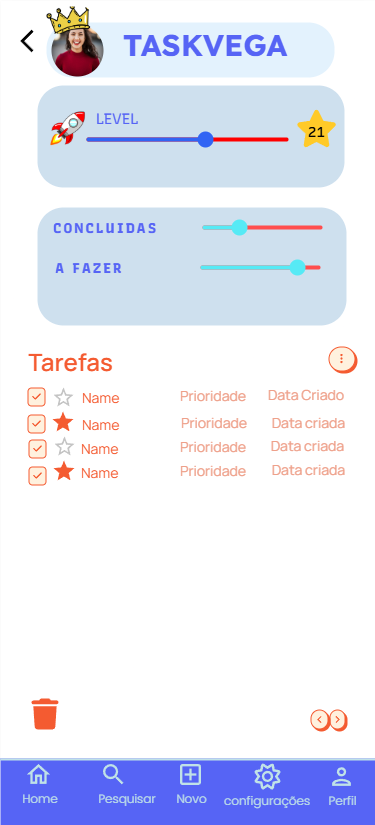 TASKVEGA
LEVEL
21
CONCLUIDAS
A FAZER
Tarefas
Name Prioridade Data Criado
Name Prioridade Data criada
Name Prioridade Data criada
Name Prioridade Data criada
Home Pesquisar Novo configurações Perfil